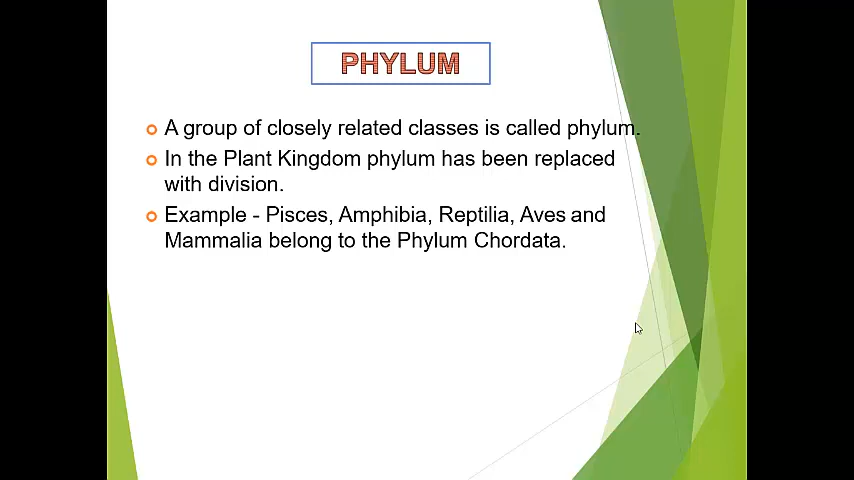 PHYLUM
A group of closely related classes is called phylum.
In the Plant Kingdom phylum has been replaced
with division.
Example - Pisces, Amphibia, Reptilia, Aves and
Mammalia belong to the Phylum Chordata.